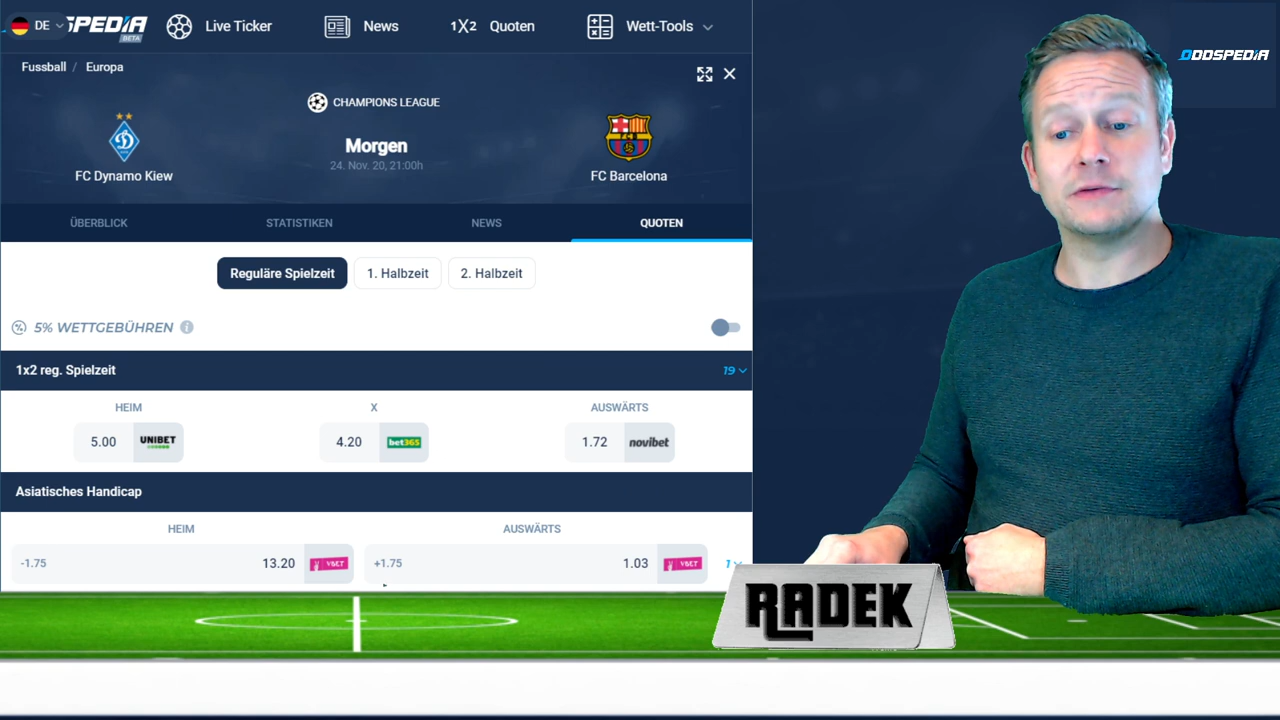 DE
SPEDIA
BETA
Live Ticker
News
1X2 Quoten
Wett-Tools
ODDSPEDIA
Fussball / Europa
CHAMPIONS LEAGUE
Morgen
24. Nov. 20, 21:00h
FC Dynamo Kiew
FC Barcelona
ÜBERBLICK
STATISTIKEN
NEWS
QUOTEN
Reguläre Spielzeit
1. Halbzeit
2. Halbzeit
5% WETTGEBÜHREN
1x2 reg. Spielzeit
19
HEIM
X
AUSWÄRTS
5.00
UNIBET
4.20
bet365
1.72
novibet
Asiatisches Handicap
HEIM
AUSWÄRTS
-1.75
13.20
VBET
+1.75
1.03
VBET
1
RADEK